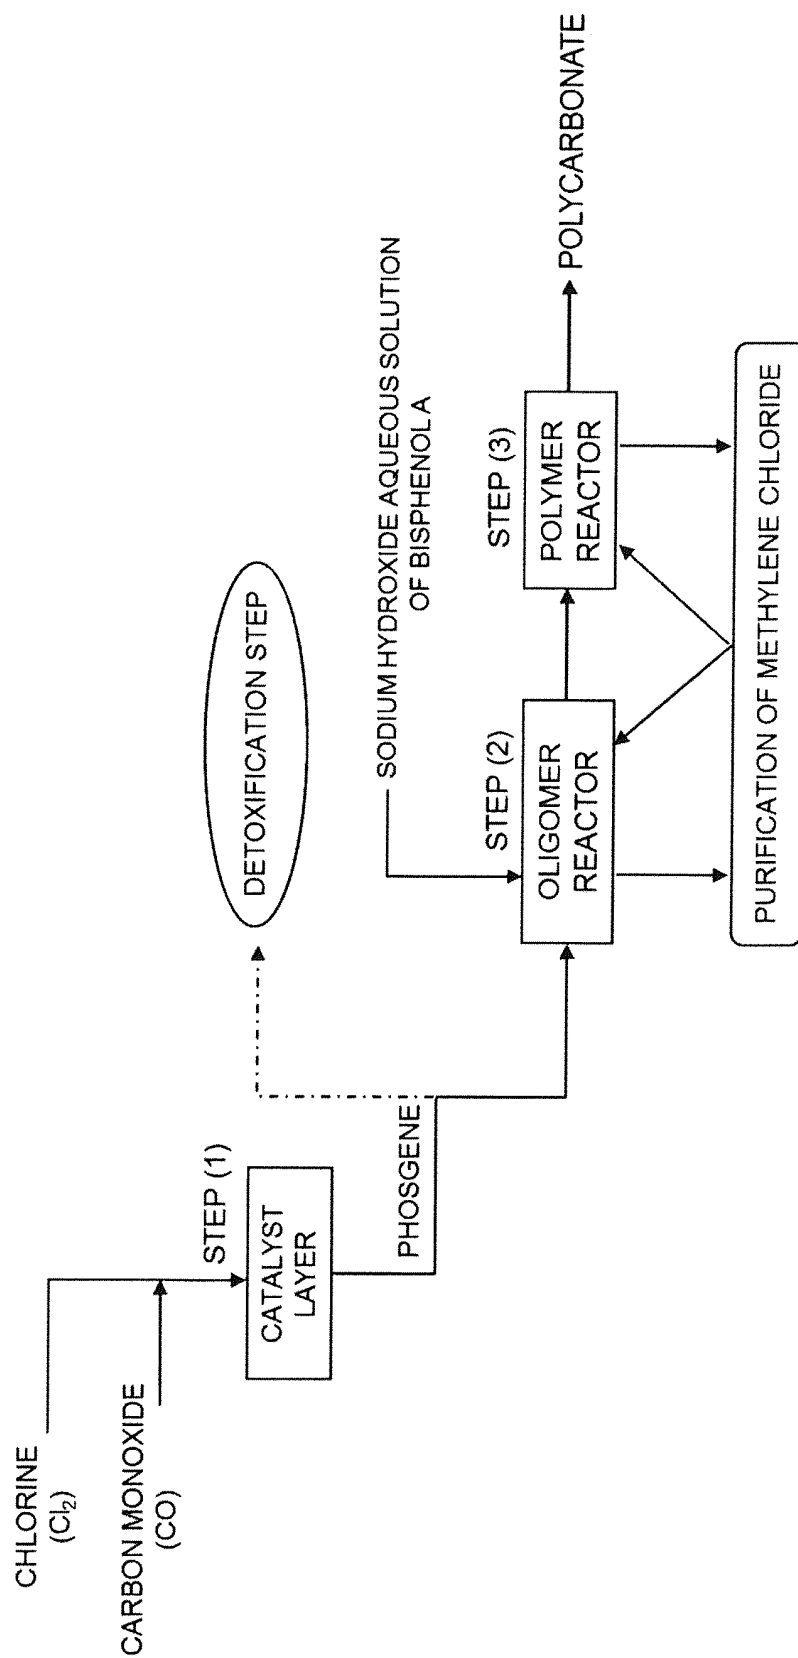 CHLORINE
(Cl₂)
CARBON MONOXIDE
(CO)
STEP (1)
CATALYST
LAYER
PHOSGENE
DETOXIFICATION STEP
SODIUM HYDROXIDE AQUEOUS SOLUTION
OF BISPHENOL A
STEP (2)
OLIGOMER
REACTOR
STEP (3)
POLYMER
REACTOR
POLYCARBONATE
PURIFICATION OF METHYLENE CHLORIDE